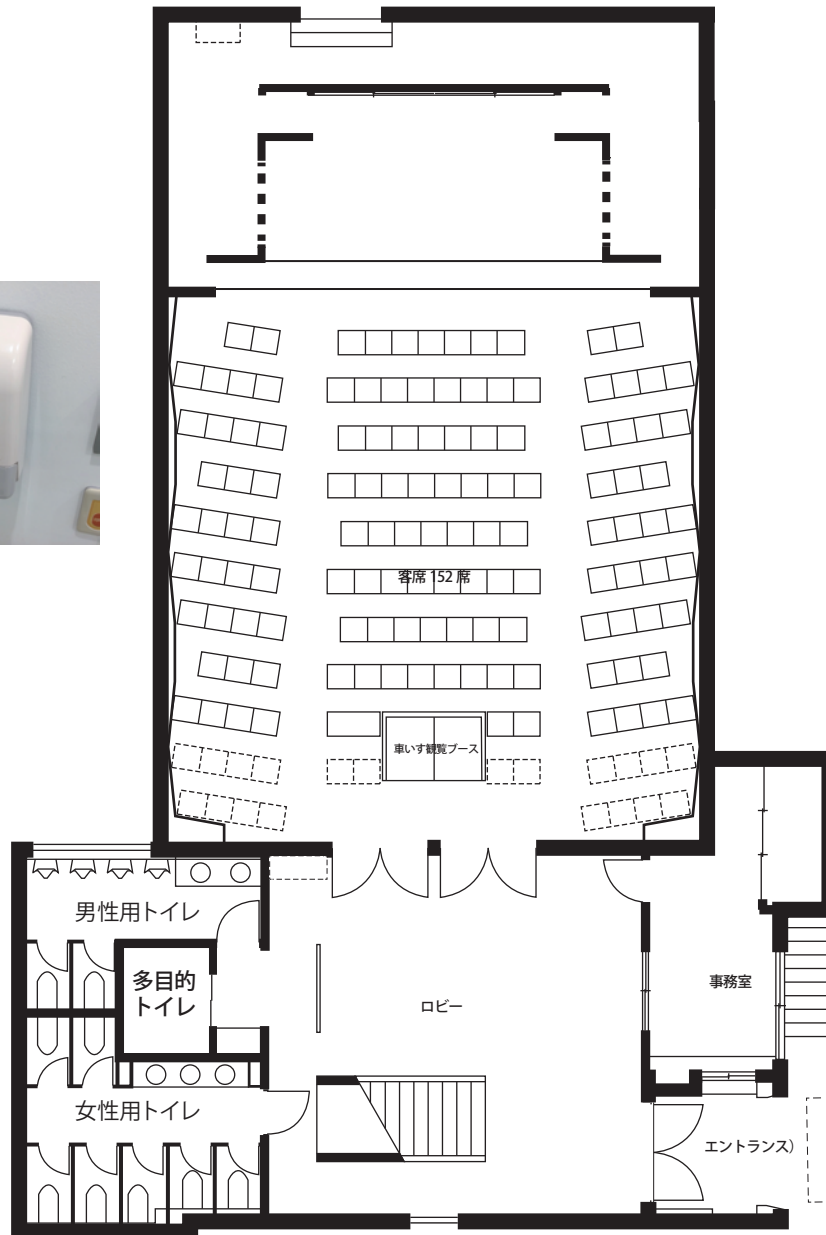 客席 152 席
車いす観覧ブース
男性用トイレ
多目的
トイレ
事務室
ロビー
女性用トイレ
エントランス)